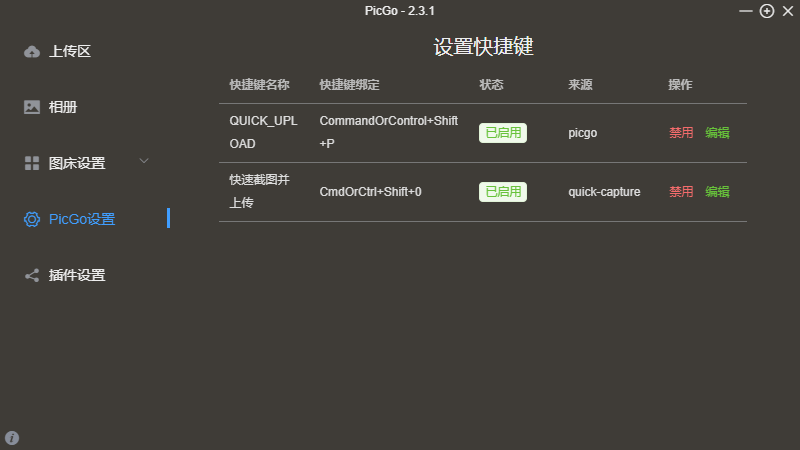 PicGo - 2.3.1
上传区
相册
图床设置
PicGo设置
插件设置
设置快捷键
快捷键名称 快捷键绑定 状态 来源 操作
QUICK_UPL
OAD
CommandOrControl+Shift
+P
已启用
picgo
禁用 编辑
快速截图并
上传
CmdOrCtrl+Shift+0
已启用
quick-capture
禁用 编辑